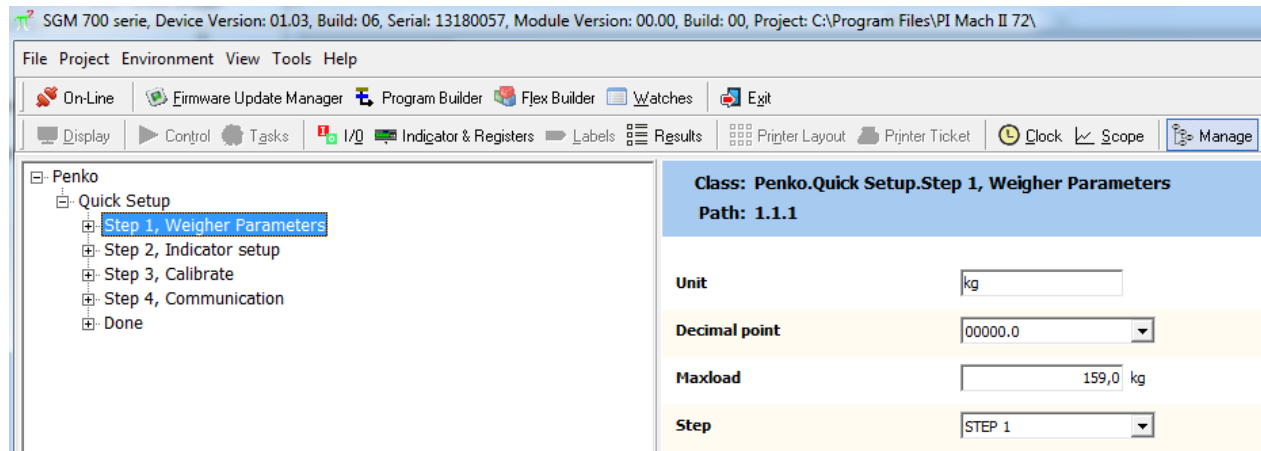 SGM 700 serie, Device Version: 01.03, Build: 06, Serial: 13180057, Module Version: 00.00, Build: 00, Project: C:\Program Files\PI Mach II 72\
File Project Environment View Tools Help
On-Line Firmware Update Manager Program Builder Flex Builder Watches Exit
Display Control Tasks I/O Indicator & Registers Labels Results Printer Layout Printer Ticket Clock Scope Manage
Penko
Quick Setup
Step 1, Weigher Parameters
Step 2, Indicator setup
Step 3, Calibrate
Step 4, Communication
Done
Class: Penko.Quick Setup.Step 1, Weigher Parameters
Path: 1.1.1
Unit kg
Decimal point 00000.0
Maxload 159,0 kg
Step STEP 1